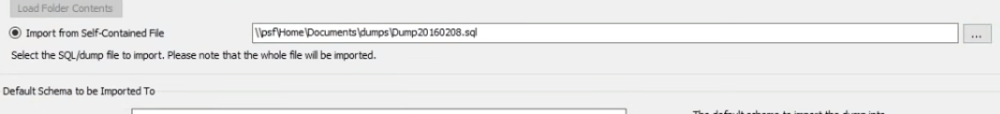 Load Folder Contents
Import from Self-Contained File
\\psf\Home\Documents\dumps\Dump20160208.sql
...
Select the SQL/dump file to import. Please note that the whole file will be imported.
Default Schema to be Imported To
The default schema to import the dump into